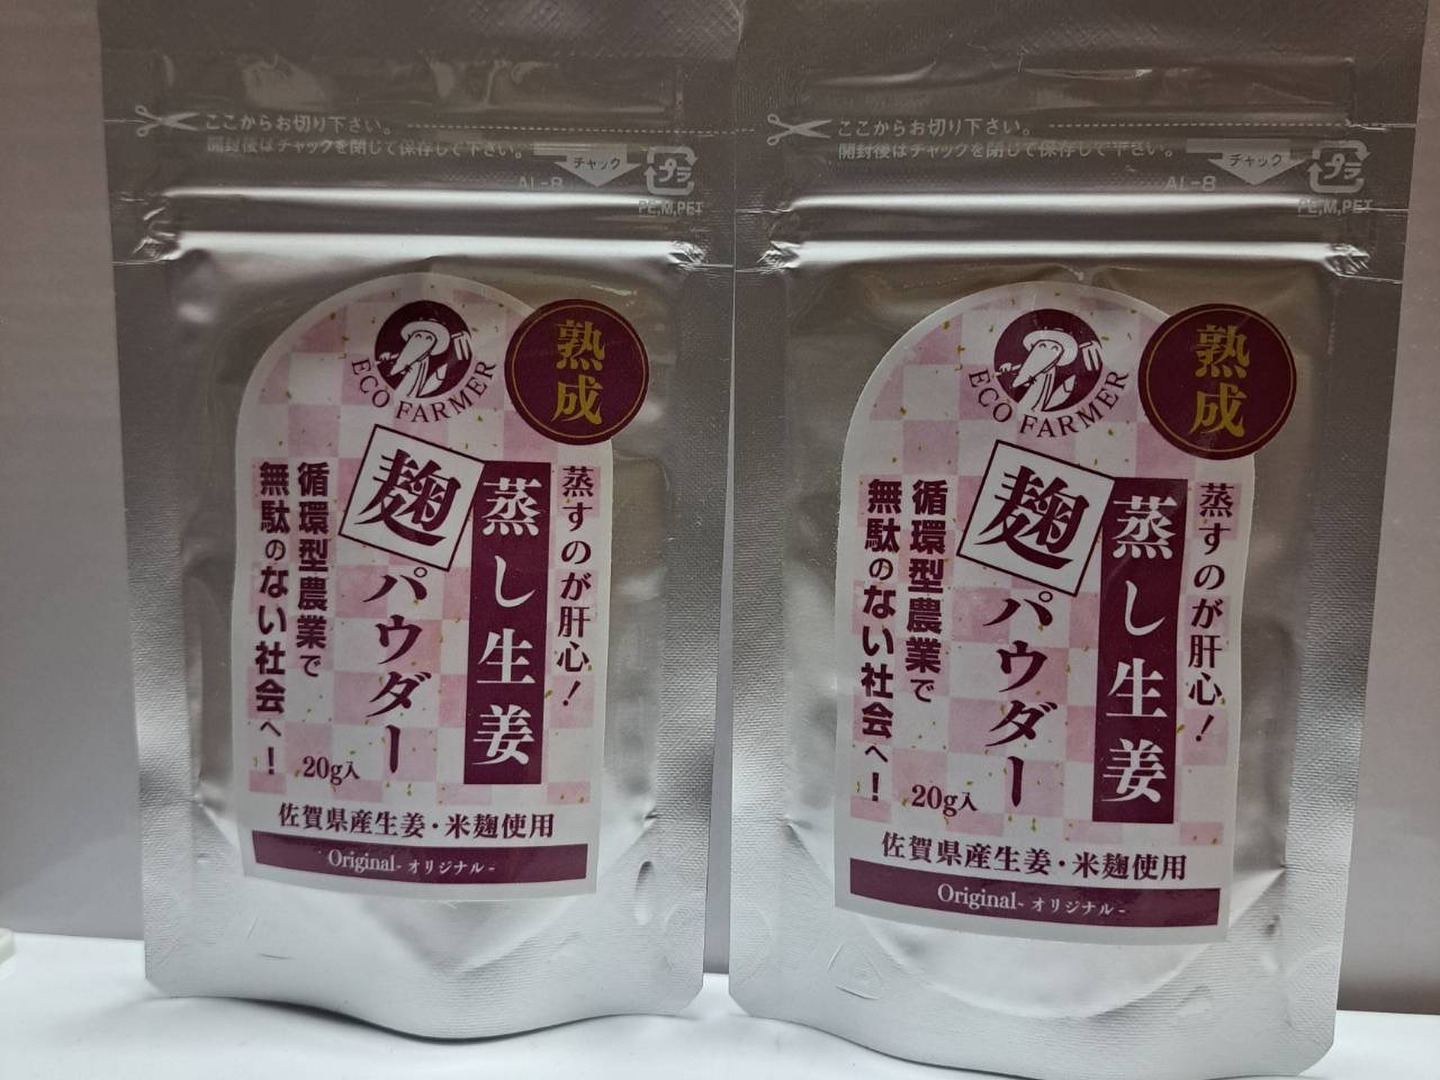 ここからお切り下さい。
開封後はチャックを閉じて保存して下さい。
チャック
プラ
AL-8
PE,M,PET
ECO FARMER
熟成
蒸すのが肝心！
蒸し生姜
麹パウダー
循環型農業で
無駄のない社会へ！
20g入
佐賀県産生姜・米麹使用
Original- オリジナル -
ここからお切り下さい。
開封後はチャックを閉じて保存して下さい。
チャック
プラ
AL-8
PE,M,PET
ECO FARMER
熟成
蒸すのが肝心！
蒸し生姜
麹パウダー
循環型農業で
無駄のない社会へ！
20g入
佐賀県産生姜・米麹使用
Original- オリジナル -